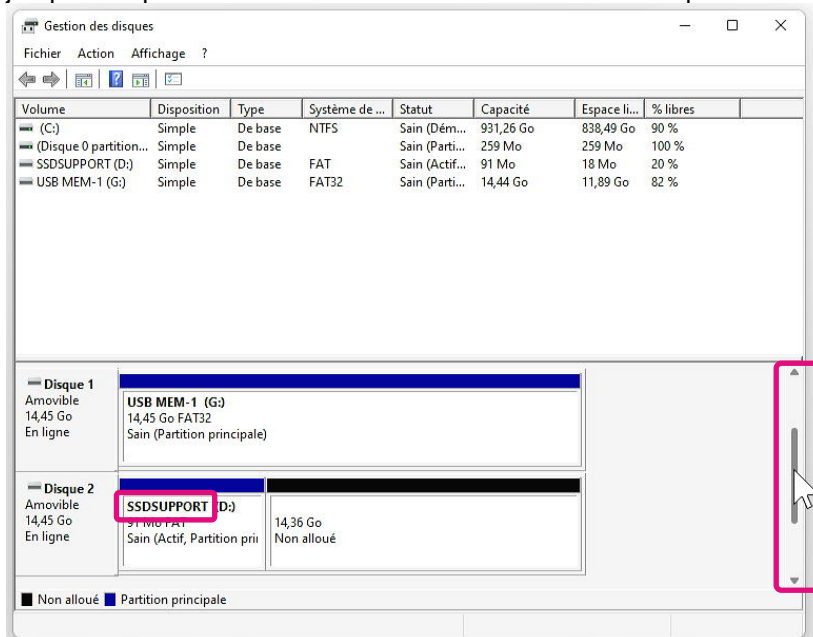 Gestion des disques
Fichier Action Affichage ?
Volume Disposition Type Système de ... Statut Capacité Espace li... % libres
(C:) Simple De base NTFS Sain (Dém... 931,26 Go 838,49 Go 90 %
(Disque 0 partition... Simple De base Sain (Parti... 259 Mo 259 Mo 100 %
SSDSUPPORT (D:) Simple De base FAT Sain (Actif... 91 Mo 18 Mo 20 %
USB MEM-1 (G:) Simple De base FAT32 Sain (Parti... 14,44 Go 11,89 Go 82 %
Disque 1
Amovible
14,45 Go
En ligne
USB MEM-1 (G:)
14,45 Go FAT32
Sain (Partition principale)
Disque 2
Amovible
14,45 Go
En ligne
SSDSUPPORT (D:)
91 Mo FAT
Sain (Actif, Partition prii
14,36 Go
Non alloué
Non alloué Partition principale